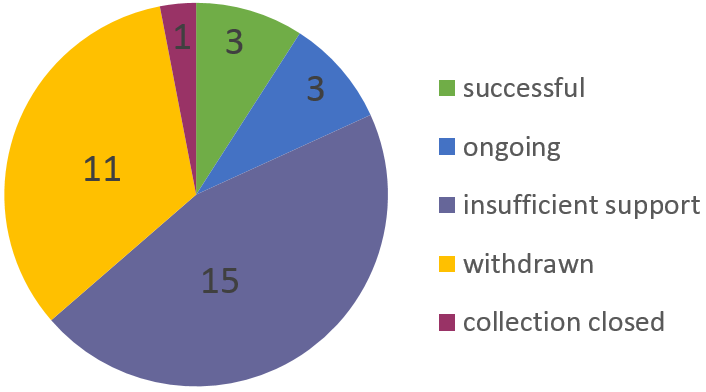 1
3
3
11
15
successful
ongoing
insufficient support
withdrawn
collection closed